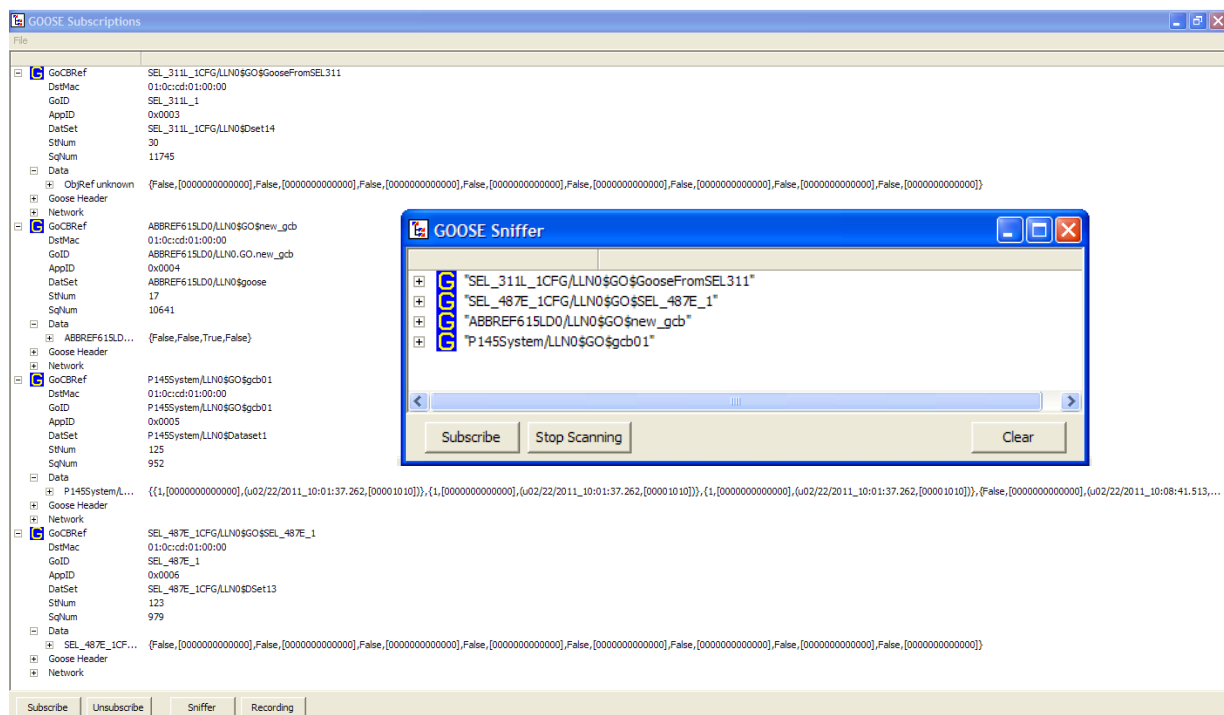 GOOSE Subscriptions
File
GoCBRef SEL_311L_1CFG/LLN0$GO$GooseFromSEL311
DstMac 01:0c:cd:01:00:00
GoID SEL_311L_1
AppID 0x0003
DatSet SEL_311L_1CFG/LLN0$Dset14
StNum 30
SqNum 11745
Data
ObjRef unknown {False,[0000000000000],False,[0000000000000],False,[0000000000000],False,[0000000000000],False,[0000000000000],False,[0000000000000],False,[0000000000000],False,[0000000000000]}
Goose Header
Network
GoCBRef ABBREF615LD0/LLN0$GO$new_gcb
DstMac 01:0c:cd:01:00:00
GoID ABBREF615LD0/LLN0.GO.new_gcb
AppID 0x0004
DatSet ABBREF615LD0/LLN0$goose
StNum 17
SqNum 10641
Data
ABBREF615LD... {False,False,True,False}
Goose Header
Network
GoCBRef P145System/LLN0$GO$gcb01
DstMac 01:0c:cd:01:00:00
GoID P145System/LLN0$GO$gcb01
AppID 0x0005
DatSet P145System/LLN0$Dataset1
StNum 125
SqNum 952
Data
P145System/L... {{1,[0000000000000],(u02/22/2011_10:01:37.262,[00001010])},{1,[0000000000000],(u02/22/2011_10:01:37.262,[00001010])},{1,[0000000000000],(u02/22/2011_10:01:37.262,[00001010])},{False,[0000000000000],(u02/22/2011_10:08:41.513,...
Goose Header
Network
GoCBRef SEL_487E_1CFG/LLN0$GO$SEL_487E_1
DstMac 01:0c:cd:01:00:00
GoID SEL_487E_1
AppID 0x0006
DatSet SEL_487E_1CFG/LLN0$DSet13
StNum 123
SqNum 979
Data
SEL_487E_1CF... {False,[0000000000000],False,[0000000000000],False,[0000000000000],False,[0000000000000],False,[0000000000000],False,[0000000000000],False,[0000000000000],False,[0000000000000]}
Goose Header
Network
Subscribe Unsubscribe Sniffer Recording
GOOSE Sniffer
"SEL_311L_1CFG/LLN0$GO$GooseFromSEL311"
"SEL_487E_1CFG/LLN0$GO$SEL_487E_1"
"ABBREF615LD0/LLN0$GO$new_gcb"
"P145System/LLN0$GO$gcb01"
Subscribe Stop Scanning Clear